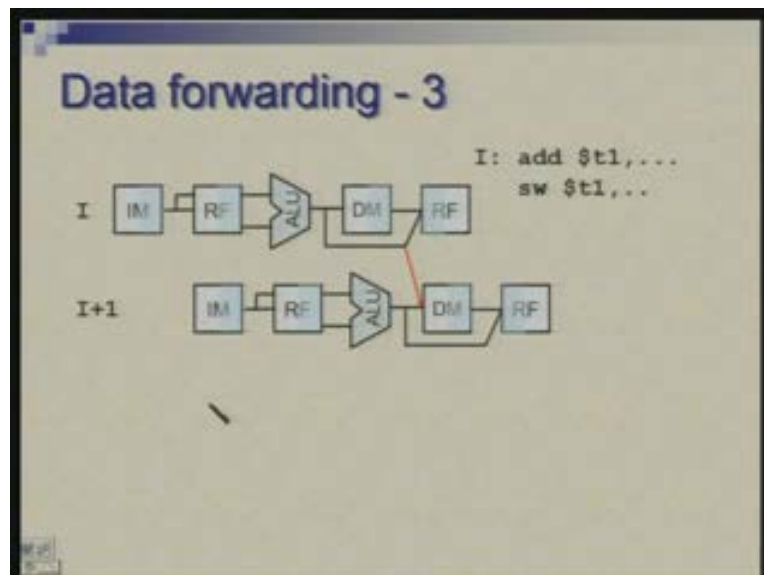 Data forwarding - 3
I: add $t1,...
sw $t1,..
I IM RF ALU DM RF
I+1 IM RF ALU DM RF